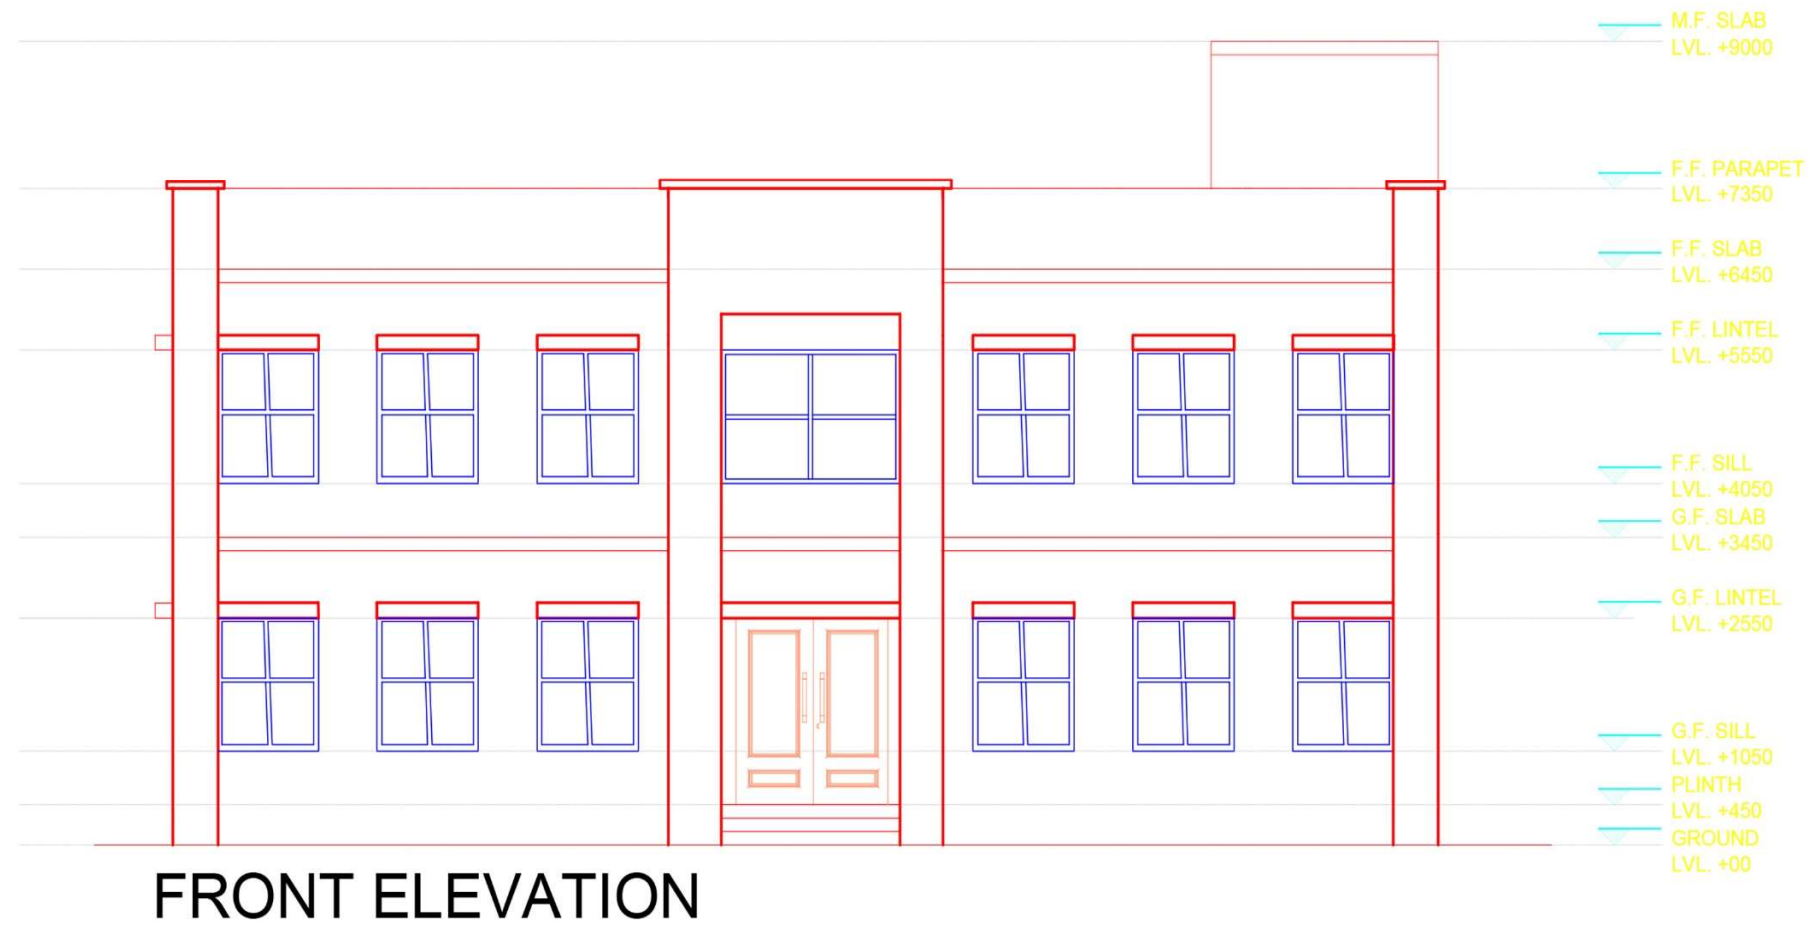 M.F. SLAB
LVL. +9000
F.F. PARAPET
LVL. +7350
F.F. SLAB
LVL. +6450
F.F. LINTEL
LVL. +5550
F.F. SILL
LVL. +4050
G.F. SLAB
LVL. +3450
G.F. LINTEL
LVL. +2550
G.F. SILL
LVL. +1050
PLINTH
LVL. +450
GROUND
LVL. +00
FRONT ELEVATION